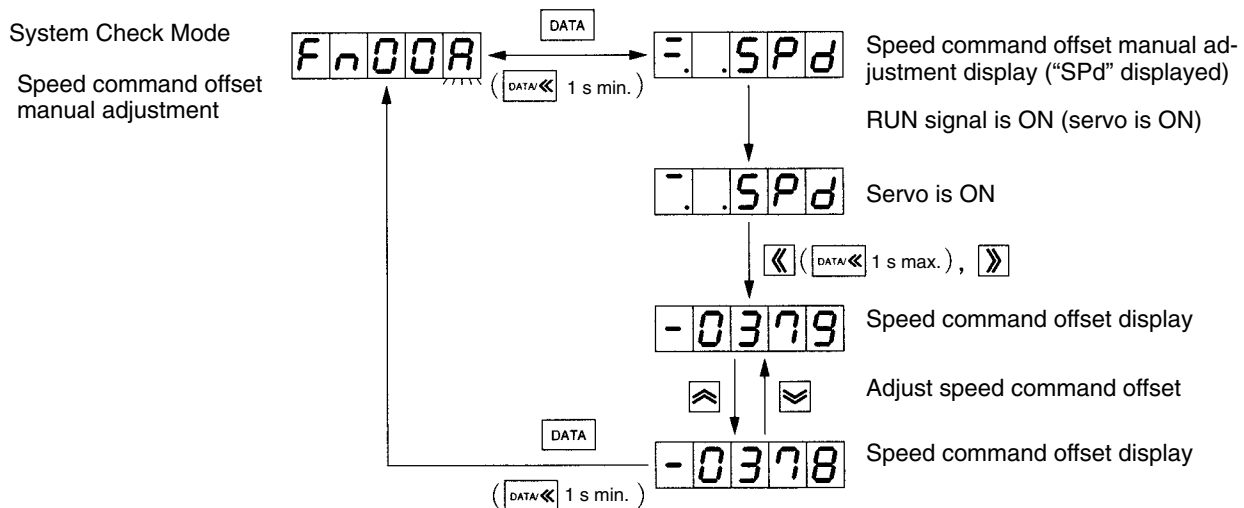 System Check Mode
Speed command offset
manual adjustment
Fn00A
DATA
(DATA/≪ 1 s min.)
=. .SPd
Speed command offset manual ad-
justment display (“SPd” displayed)
RUN signal is ON (servo is ON)
‾. .SPd
Servo is ON
≪ (DATA/≪ 1 s max.), ≫
-0379
Speed command offset display
Adjust speed command offset
DATA
(DATA/≪ 1 s min.)
-0378
Speed command offset display